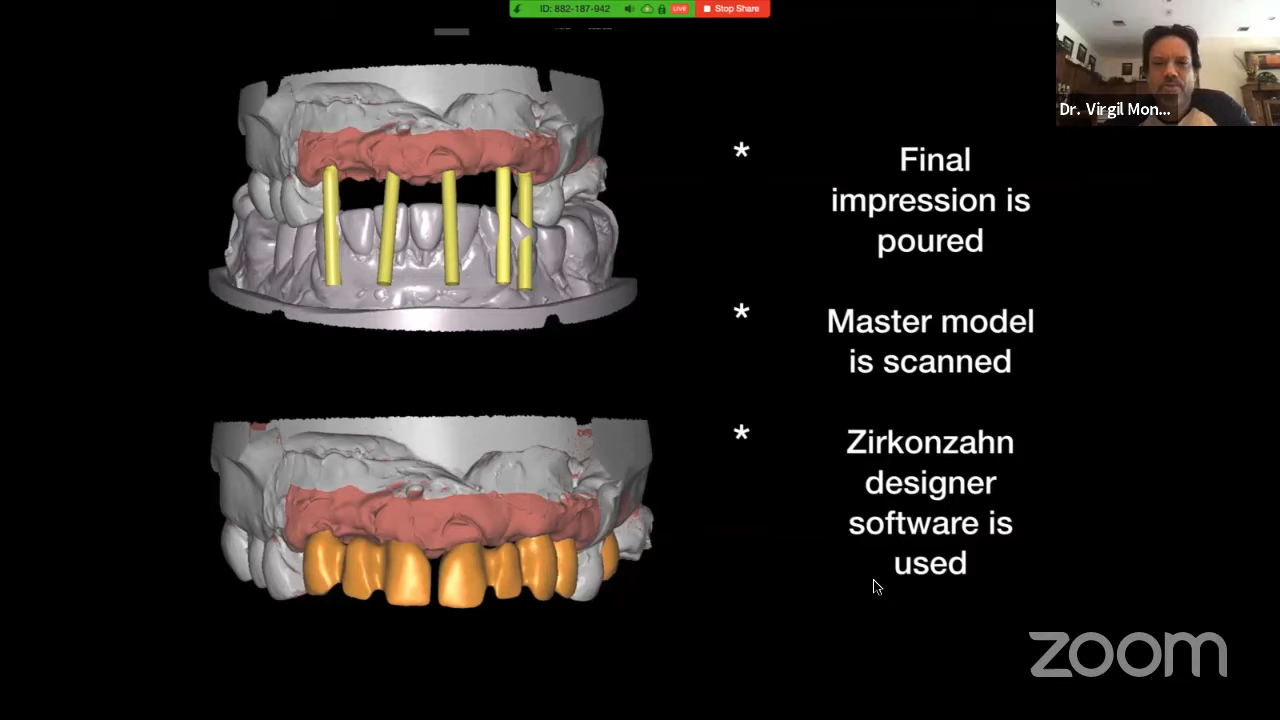 ID: 882-187-942
LIVE
Stop Share
Dr. Virgil Mon...
* Final
impression is
poured
* Master model
is scanned
* Zirkonzahn
designer
software is
used
zoom